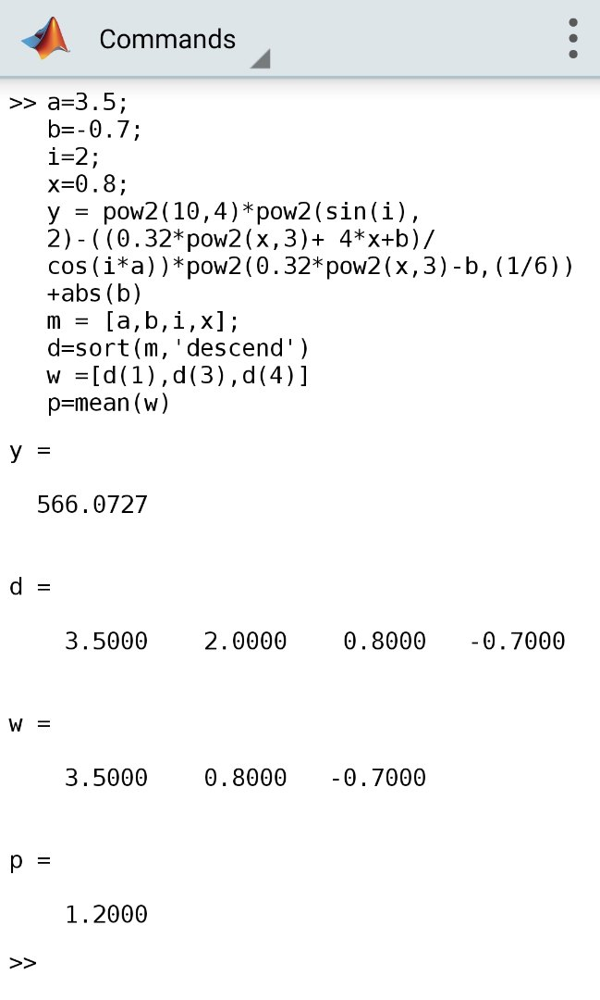 Commands
>> a=3.5;
b=-0.7;
i=2;
x=0.8;
y = pow2(10,4)*pow2(sin(i),
2)-((0.32*pow2(x,3)+ 4*x+b)/
cos(i*a))*pow2(0.32*pow2(x,3)-b,(1/6))
+abs(b)
m = [a,b,i,x];
d=sort(m,'descend')
w =[d(1),d(3),d(4)]
p=mean(w)
y =
566.0727
d =
3.5000 2.0000 0.8000 -0.7000
w =
3.5000 0.8000 -0.7000
p =
1.2000
>>